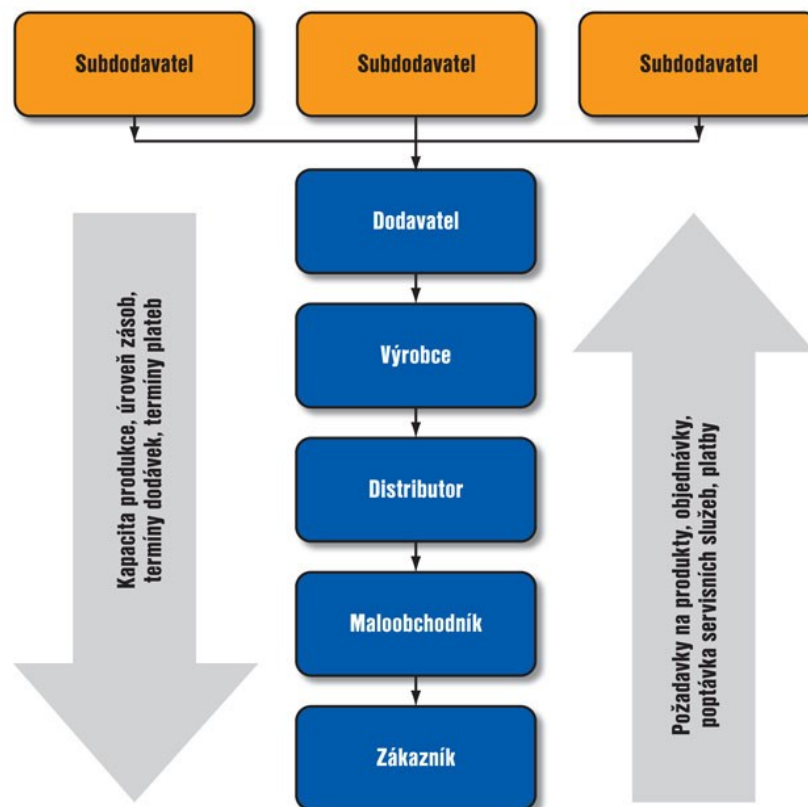 Subdodavatel
Subdodavatel
Subdodavatel
Dodavatel
Výrobce
Distributor
Maloobchodník
Zákazník
Kapacita produkce, úroveň zásob,
termíny dodávek, termíny plateb
Požadavky na produkty, objednávky,
poptávka servisních služeb, platby